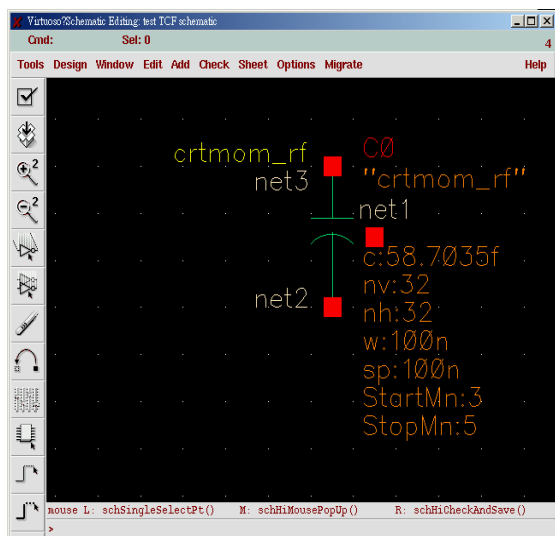 Virtuoso?Schematic Editing: test TCF schematic
Cmd: Sel: 0
4
Tools Design Window Edit Add Check Sheet Options Migrate Help
2
2
crtmom_rf
C0
net3
"crtmom_rf"
net1
c:58.7035f
net2
nv:32
nh:32
w:100n
sp:100n
StartMn:3
StopMn:5
mouse L: schSingleSelectPt() M: schHiMousePopUp() R: schHiCheckAndSave()
>